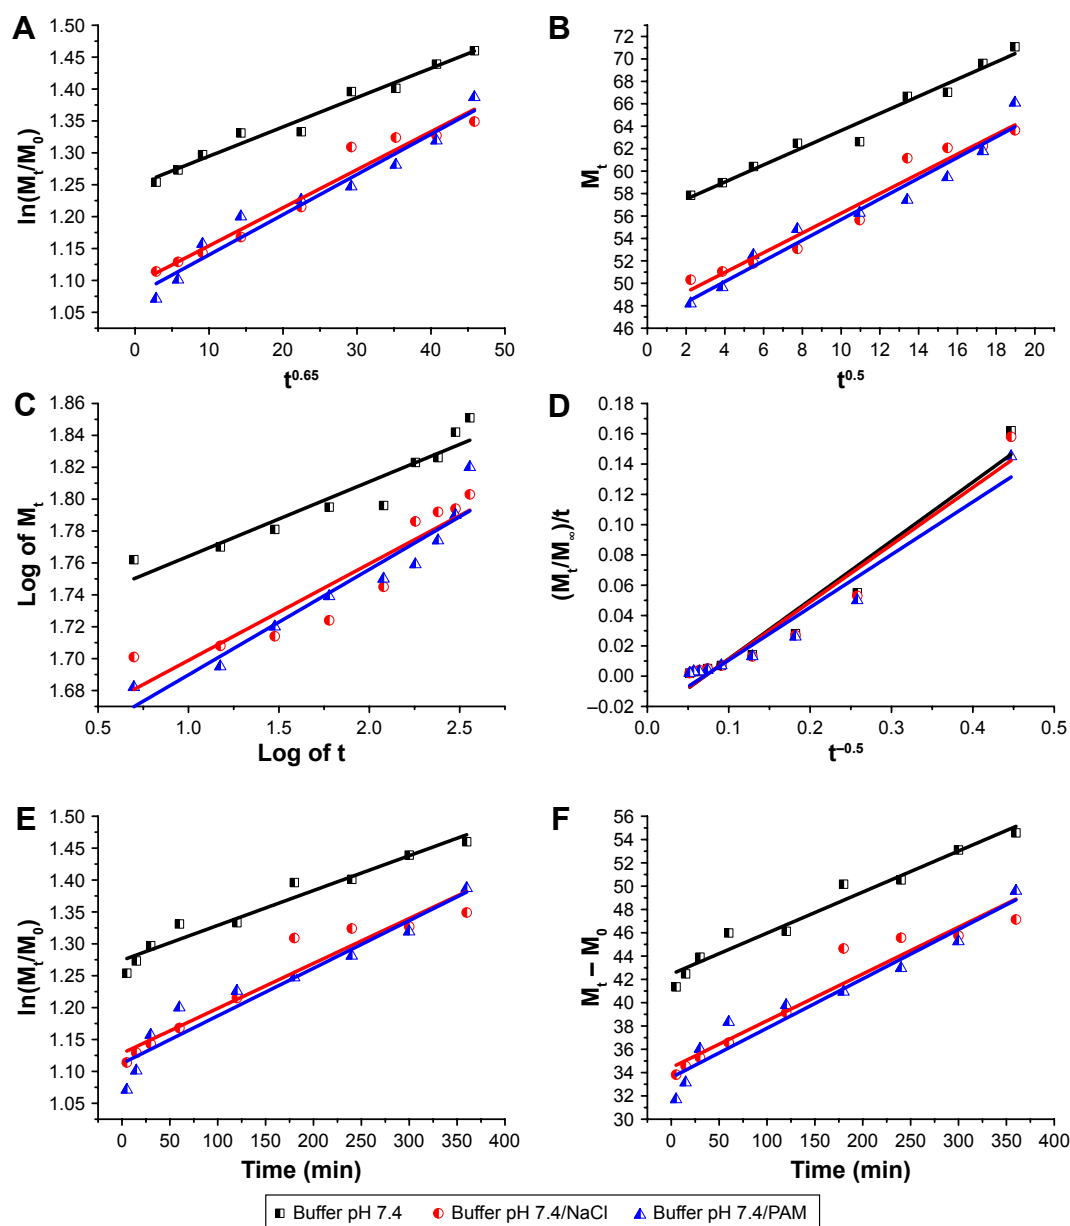 A
ln(Mt/M0)
1.50
1.45
1.40
1.35
1.30
1.25
1.20
1.15
1.10
1.05
0 10 20 30 40 50
t^0.65
B
Mt
72
70
68
66
64
62
60
58
56
54
52
50
48
46
0 2 4 6 8 10 12 14 16 18 20
t^0.5
C
Log of Mt
1.86
1.84
1.82
1.80
1.78
1.76
1.74
1.72
1.70
1.68
0.5 1.0 1.5 2.0 2.5
Log of t
D
(Mt/M∞)/t
0.18
0.16
0.14
0.12
0.10
0.08
0.06
0.04
0.02
0.00
–0.02
0.0 0.1 0.2 0.3 0.4 0.5
t^–0.5
E
ln(Mt/M0)
1.50
1.45
1.40
1.35
1.30
1.25
1.20
1.15
1.10
1.05
0 50 100 150 200 250 300 350 400
Time (min)
F
Mt – M0
56
54
52
50
48
46
44
42
40
38
36
34
32
30
0 50 100 150 200 250 300 350 400
Time (min)
Buffer pH 7.4 Buffer pH 7.4/NaCl Buffer pH 7.4/PAM